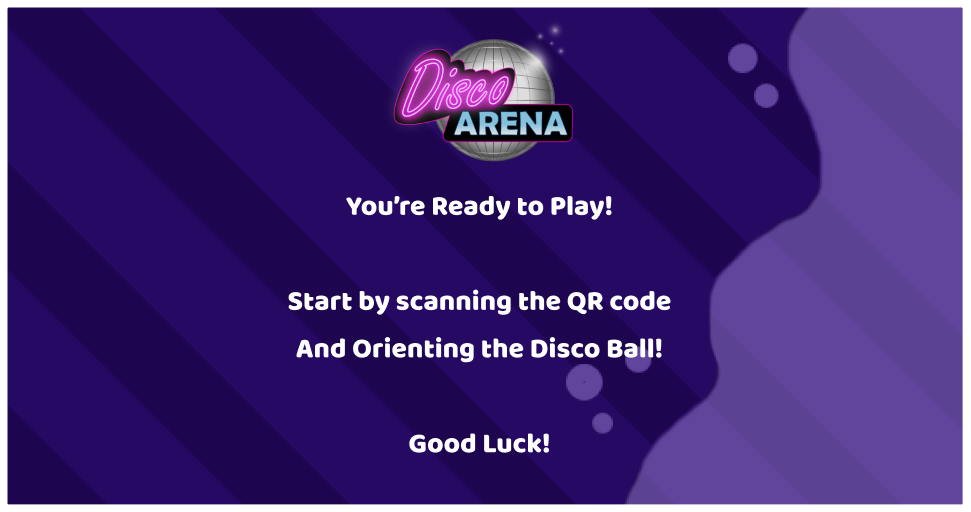 Disco
ARENA
You’re Ready to Play!
Start by scanning the QR code
And Orienting the Disco Ball!
Good Luck!